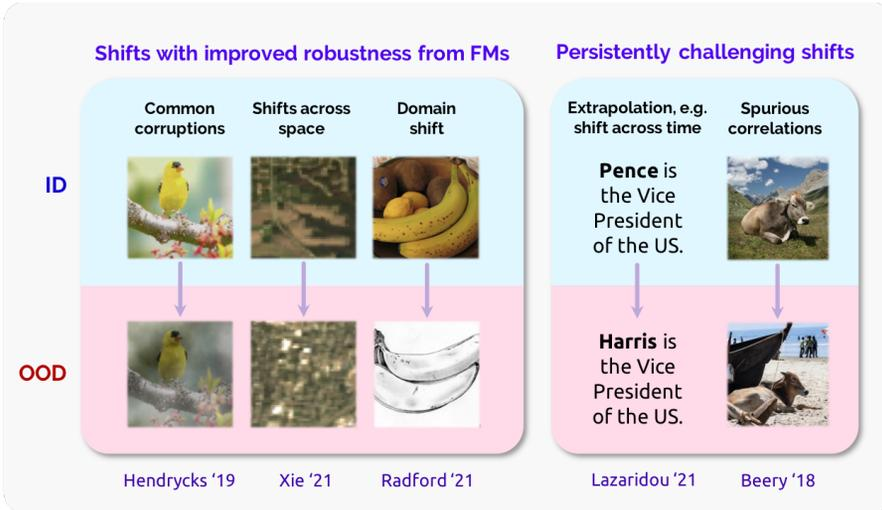 Shifts with improved robustness from FMs
Persistently challenging shifts
Common
corruptions
Shifts across
space
Domain
shift
Extrapolation, e.g.
shift across time
Spurious
correlations
ID
Pence is
the Vice
President
of the US.
OOD
Harris is
the Vice
President
of the US.
Hendrycks ‘19
Xie ‘21
Radford ‘21
Lazaridou ‘21
Beery ‘18